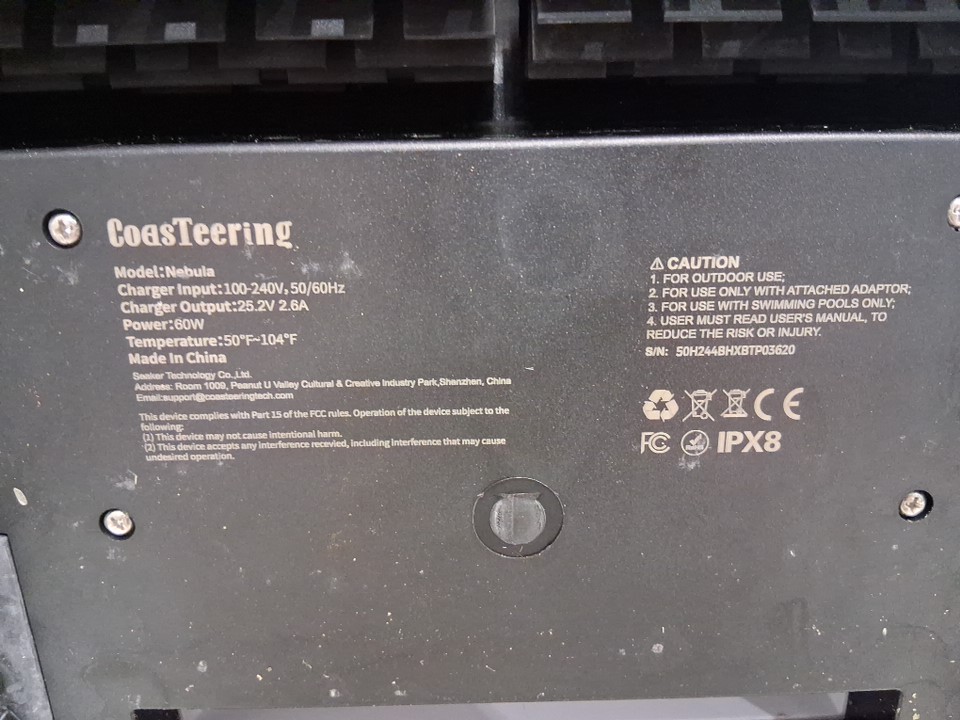 CoasTeering
Model:Nebula
Charger Input:100-240V, 50/60Hz
Charger Output:25.2V 2.6A
Power:60W
Temperature:50°F~104°F
Made In China
Seeker Technology Co.,Ltd.
Address: Room 1009, Peanut U Valley Cultural & Creative Industry Park,Shenzhen, China
Email:support@coasteeringtech.com
This device complies with Part 15 of the FCC rules. Operation of the device subject to the
following:
(1) This device may not cause intentional harm.
(2) This device accepts any interference recevied, including interference that may cause
undesired operation.
⚠ CAUTION
1. FOR OUTDOOR USE;
2. FOR USE ONLY WITH ATTACHED ADAPTOR;
3. FOR USE WITH SWIMMING POOLS ONLY;
4. USER MUST READ USER'S MANUAL, TO
REDUCE THE RISK OR INJURY.
S/N: 50H244BHXBTP03620
CE
FC IPX8